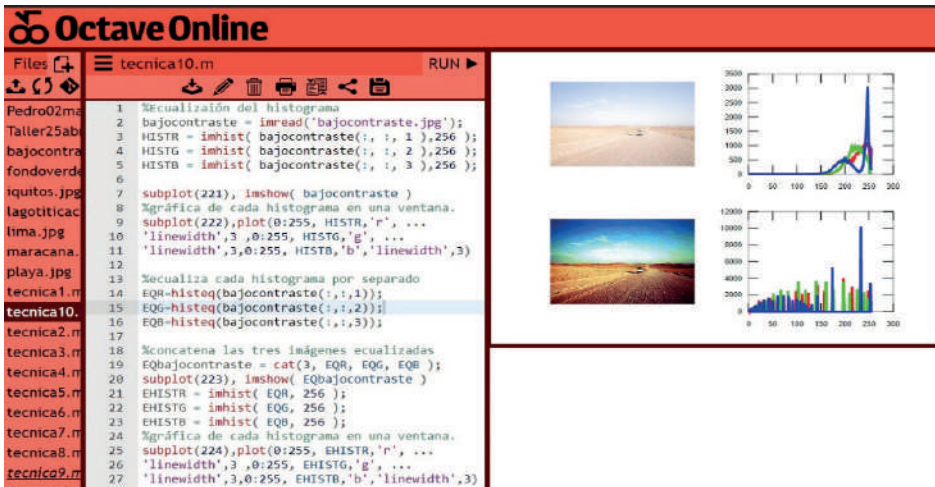 Octave Online
Files
tecnica10.m RUN
Pedro02ma
Taller25ab
bajocontra
fondoverde
iquitos.jpg
lagotiticac
lima.jpg
maracana.
playa.jpg
tecnica1.m
tecnica10.
tecnica2.m
tecnica3.m
tecnica4.m
tecnica5.m
tecnica6.m
tecnica7.m
tecnica8.m
tecnica9.m
1 %Ecualizaión del histograma
2 bajocontraste = imread('bajocontraste.jpg');
3 HISTR = imhist( bajocontraste(:, :, 1 ),256 );
4 HISTG = imhist( bajocontraste(:, :, 2 ),256 );
5 HISTB = imhist( bajocontraste(:, :, 3 ),256 );
6
7 subplot(221), imshow( bajocontraste )
8 %gráfica de cada histograma en una ventana.
9 subplot(222),plot(0:255, HISTR,'r', ...
10 'linewidth',3 ,0:255, HISTG,'g', ...
11 'linewidth',3,0:255, HISTB,'b','linewidth',3)
12
13 %ecualiza cada histograma por separado
14 EQR=histeq(bajocontraste(:,:,1));
15 EQG=histeq(bajocontraste(:,:,2));
16 EQB=histeq(bajocontraste(:,:,3));
17
18 %concatena las tres imágenes ecualizadas
19 EQbajocontraste = cat(3, EQR, EQG, EQB );
20 subplot(223), imshow( EQbajocontraste )
21 EHISTR = imhist( EQR, 256 );
22 EHISTG = imhist( EQG, 256 );
23 EHISTB = imhist( EQB, 256 );
24 %gráfica de cada histograma en una ventana.
25 subplot(224),plot(0:255, EHISTR,'r', ...
26 'linewidth',3 ,0:255, EHISTG,'g', ...
27 'linewidth',3,0:255, EHISTB,'b','linewidth',3)
3500
3000
2500
2000
1500
1000
500
0
0 50 100 150 200 250 300
12000
10000
8000
6000
4000
2000
0
0 50 100 150 200 250 300